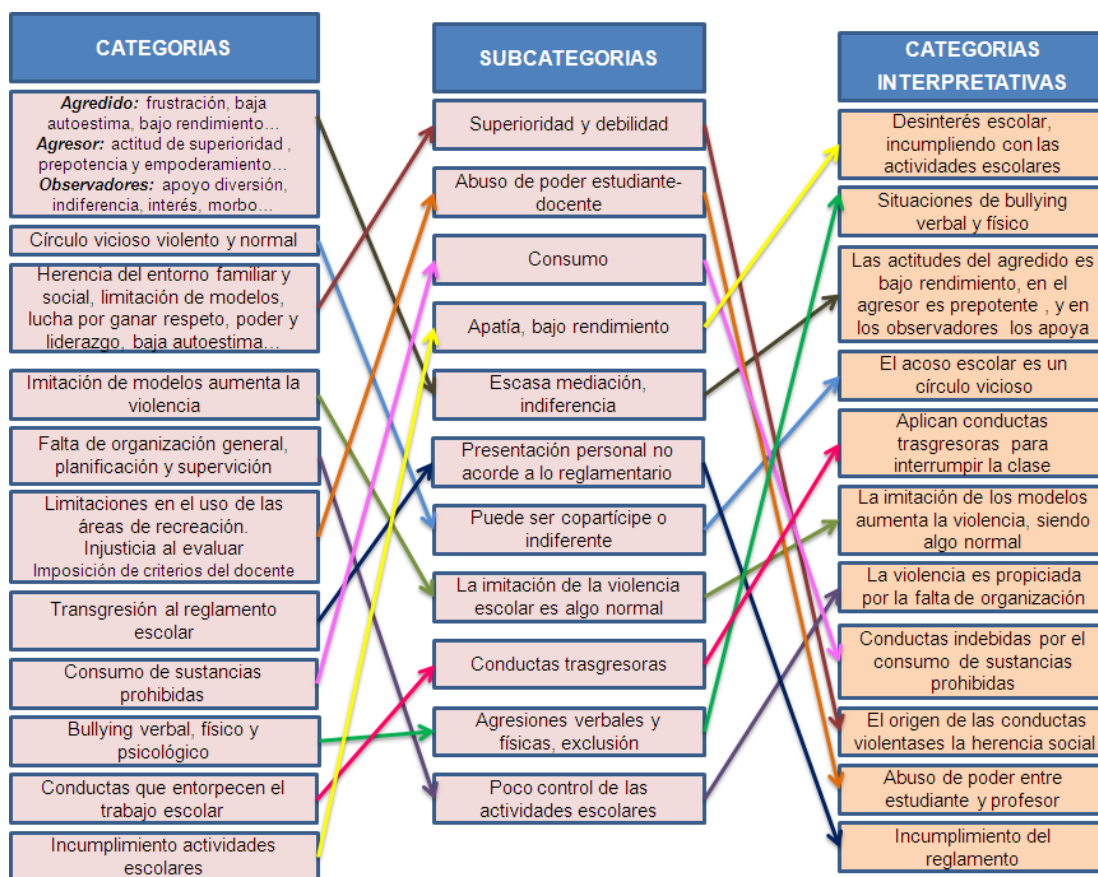 CATEGORIAS
Agredido: frustración, baja
autoestima, bajo rendimiento…
Agresor: actitud de superioridad ,
prepotencia y empoderamiento…
Observadores: apoyo diversión,
indiferencia, interés, morbo…
Círculo vicioso violento y normal
Herencia del entorno familiar y
social, limitación de modelos,
lucha por ganar respeto, poder y
liderazgo, baja autoestima…
Imitación de modelos aumenta la
violencia
Falta de organización general,
planificación y supervición
Limitaciones en el uso de las
áreas de recreación.
Injusticia al evaluar
Imposición de criterios del docente
Transgresión al reglamento
escolar
Consumo de sustancias
prohibidas
Bullying verbal, físico y
psicológico
Conductas que entorpecen el
trabajo escolar
Incumplimiento actividades
escolares
SUBCATEGORIAS
Superioridad y debilidad
Abuso de poder estudiante-
docente
Consumo
Apatía, bajo rendimiento
Escasa mediación,
indiferencia
Presentación personal no
acorde a lo reglamentario
Puede ser copartícipe o
indiferente
La imitación de la violencia
escolar es algo normal
Conductas trasgresoras
Agresiones verbales y
físicas, exclusión
Poco control de las
actividades escolares
CATEGORIAS
INTERPRETATIVAS
Desinterés escolar,
incumpliendo con las
actividades escolares
Situaciones de bullying
verbal y físico
Las actitudes del agredido es
bajo rendimiento, en el
agresor es prepotente , y en
los observadores los apoya
El acoso escolar es un
círculo vicioso
Aplican conductas
trasgresoras para
interrumpir la clase
La imitación de los modelos
aumenta la violencia, siendo
algo normal
La violencia es propiciada
por la falta de organización
Conductas indebidas por el
consumo de sustancias
prohibidas
El origen de las conductas
violentases la herencia social
Abuso de poder entre
estudiante y profesor
Incumplimiento del
reglamento